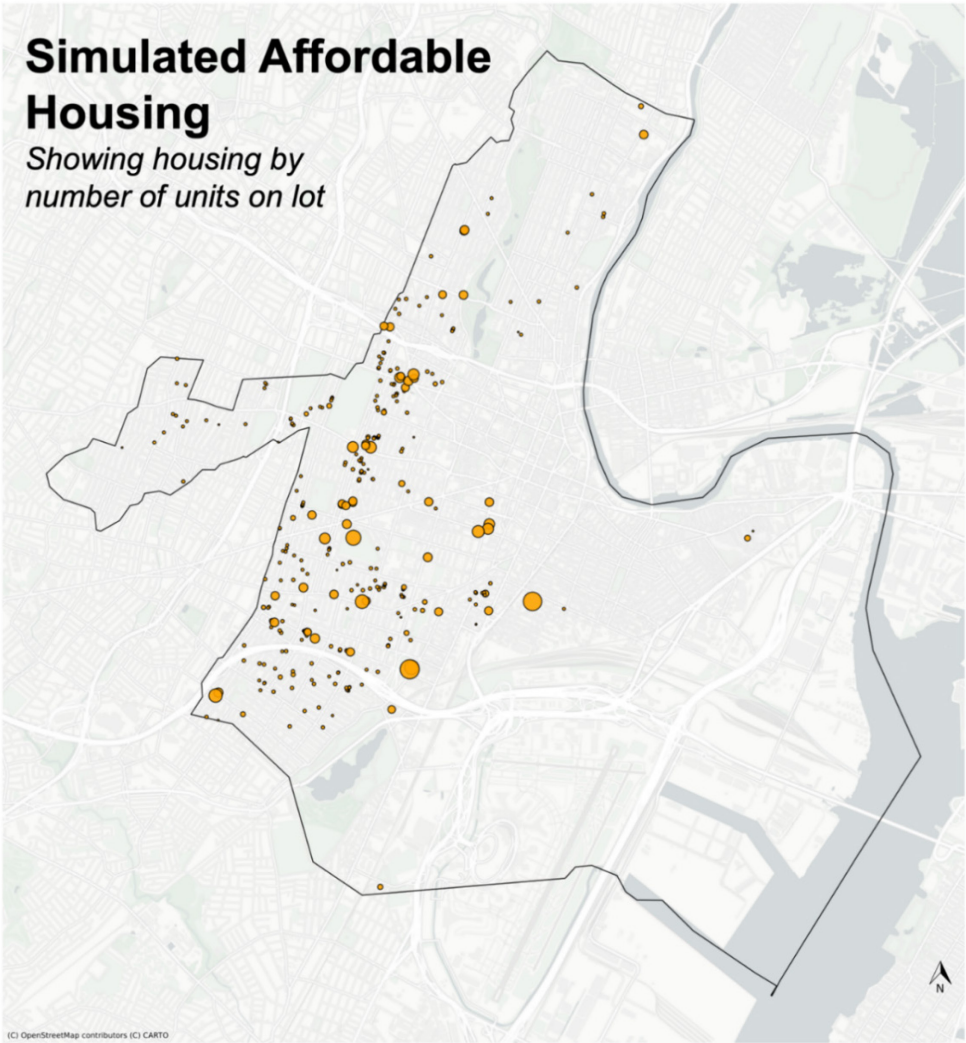 Simulated Affordable
Housing
Showing housing by
number of units on lot
N
(C) OpenStreetMap contributors (C) CARTO